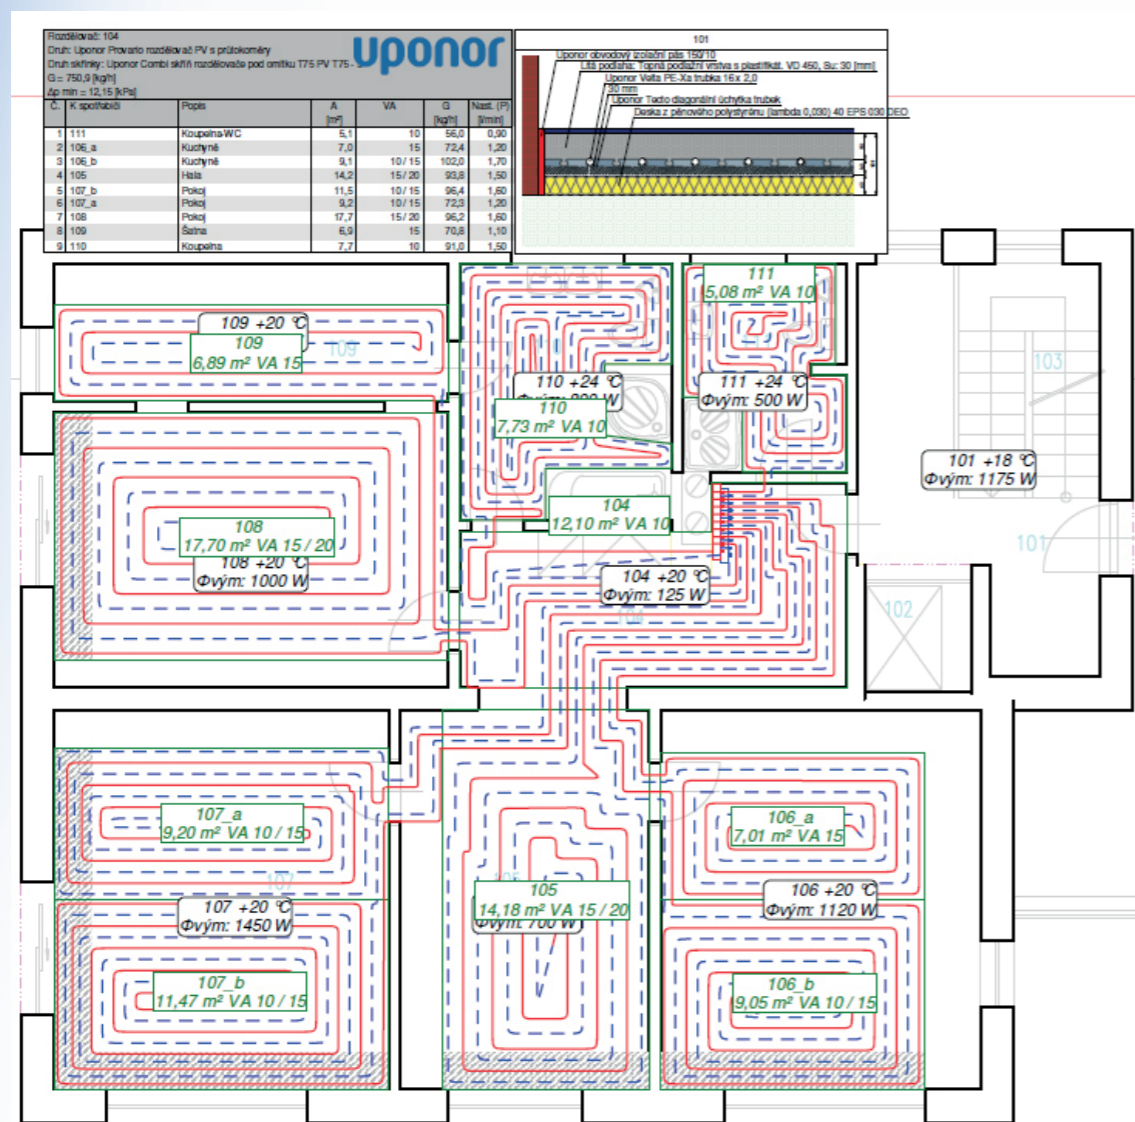 Rozdělovač: 104
Druh: Uponor Provario rozdělovač PV s průtokoměry
Druh skříňky: Uponor Combi skříň rozdělovače pod omítku T75 PV T75 -
G = 750,9 [kg/h]
Δp min = 12,15 [kPa]
uponor
Č. K spotřebiči Popis A [m²] VA G [kg/h] Nast. (P) [l/min]
1 111 Koupelna-WC 5,1 10 56,0 0,90
2 106_a Kuchyně 7,0 15 72,4 1,20
3 106_b Kuchyně 9,1 10/15 102,0 1,70
4 105 Hala 14,2 15/20 93,8 1,50
5 107_b Pokoj 11,5 10/15 96,4 1,60
6 107_a Pokoj 9,2 10/15 72,3 1,20
7 108 Pokoj 17,7 15/20 96,2 1,60
8 109 Šatna 6,9 15 70,8 1,10
9 110 Koupelna 7,7 10 91,0 1,50
101
Uponor obvodový izolační pás 150/10
Litá podlaha: Topná podlažní vrstva s plastifikát. VD 450, Su: 30 [mm]
Uponor Velta PE-Xa trubka 16 x 2,0
30 mm
Uponor Tecto diagonální úchytka trubek
Deska z pěnového polystyrénu (lambda 0,030) 40 EPS 030 DEO
109 +20 °C
109
6,89 m² VA 15
109
111
5,08 m² VA 10
111 +24 °C
Φvým: 500 W
110 +24 °C
110
7,73 m² VA 10
103
101 +18 °C
Φvým: 1175 W
101
102
108
17,70 m² VA 15 / 20
108 +20 °C
Φvým: 1000 W
104
12,10 m² VA 10
104 +20 °C
Φvým: 125 W
104
107_a
9,20 m² VA 10 / 15
107
107 +20 °C
Φvým: 1450 W
107_b
11,47 m² VA 10 / 15
105
14,18 m² VA 15 / 20
Φvým: 700 W
106_a
7,01 m² VA 15
106 +20 °C
Φvým: 1120 W
106_b
9,05 m² VA 10 / 15